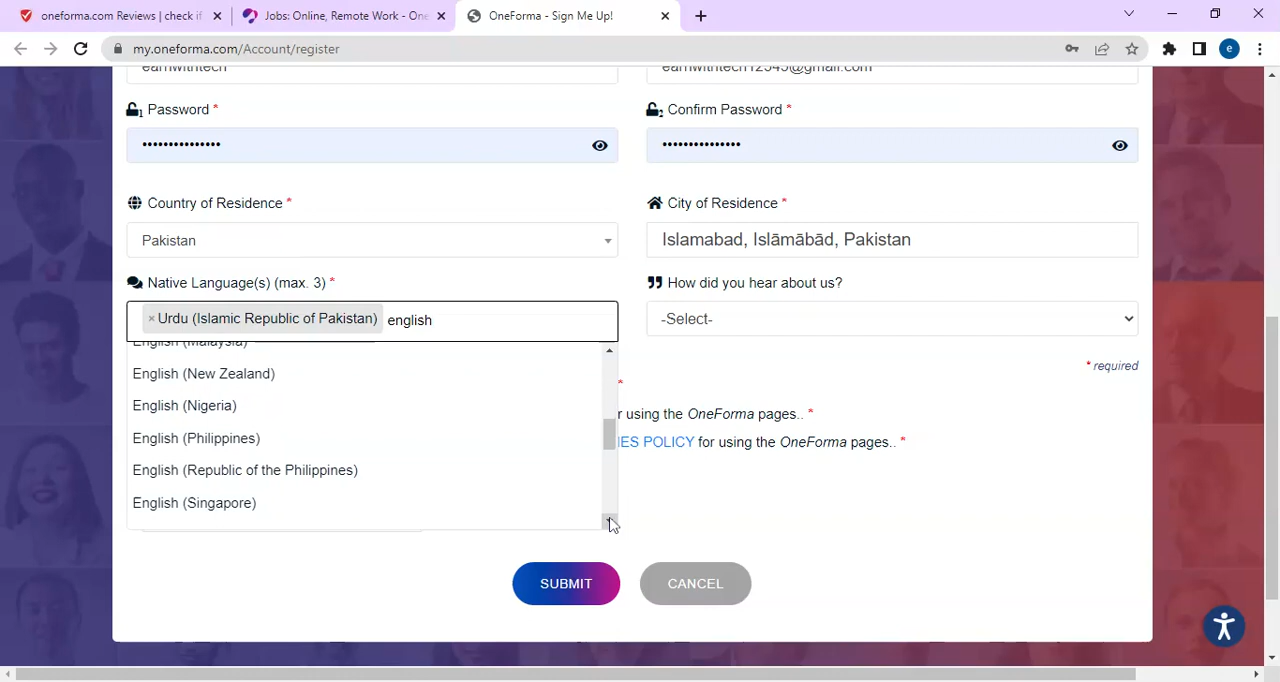 oneforma.com Reviews | check if
Jobs: Online, Remote Work - One
OneForma - Sign Me Up!
my.oneforma.com/Account/register
e
earnwithtech
earnwithtech12345@gmail.com
Password *
Confirm Password *
•••••••••••••••
•••••••••••••••
Country of Residence *
City of Residence *
Pakistan
Islamabad, Islāmābād, Pakistan
Native Language(s) (max. 3) *
How did you hear about us?
×Urdu (Islamic Republic of Pakistan) english
-Select-
English (Malaysia)
* required
English (New Zealand)
*
English (Nigeria)
r using the OneForma pages.. *
English (Philippines)
IES POLICY for using the OneForma pages.. *
English (Republic of the Philippines)
English (Singapore)
SUBMIT
CANCEL